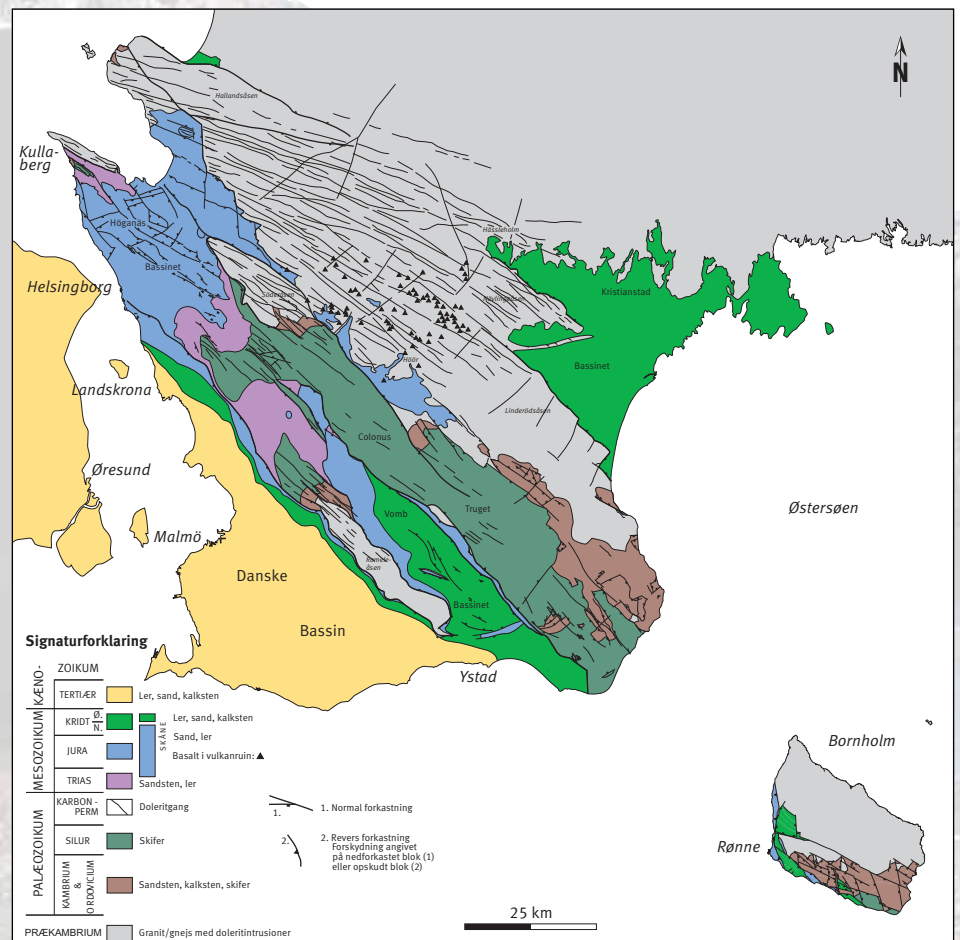 N
Hallandsåsen
Kulla-
berg
Höganäs
Bassinet
Hässleholm
Helsingborg
Söderåsen
Nävlingeåsen
Kristianstad
Bassinet
Höör
Landskrona
Linderödsåsen
Colonus
Øresund
Truget
Østersøen
Vomb
Malmö
Romele-
åsen
Danske
Bassinet
Bassin
Ystad
Signaturforklaring
KÆNO-
ZOIKUM
TERTIÆR
Ler, sand, kalksten
MESOZOIKUM
KRIDT
Ø.
N.
Ler, sand, kalksten
SKÅNE
Sand, ler
JURA
Basalt i vulkanruin:
TRIAS
Sandsten, ler
PALÆOZOIKUM
KARBON-
PERM
Doleritgang
1.
1. Normal forkastning
SILUR
Skifer
2.
2. Revers forkastning
Forskydning angivet
på nedforkastet blok (1)
eller opskudt blok (2)
KAMBRIUM
&
ORDOVICIUM
Sandsten, kalksten, skifer
PRÆKAMBRIUM
Granit/gnejs med doleritintrusioner
25 km
Bornholm
Rønne